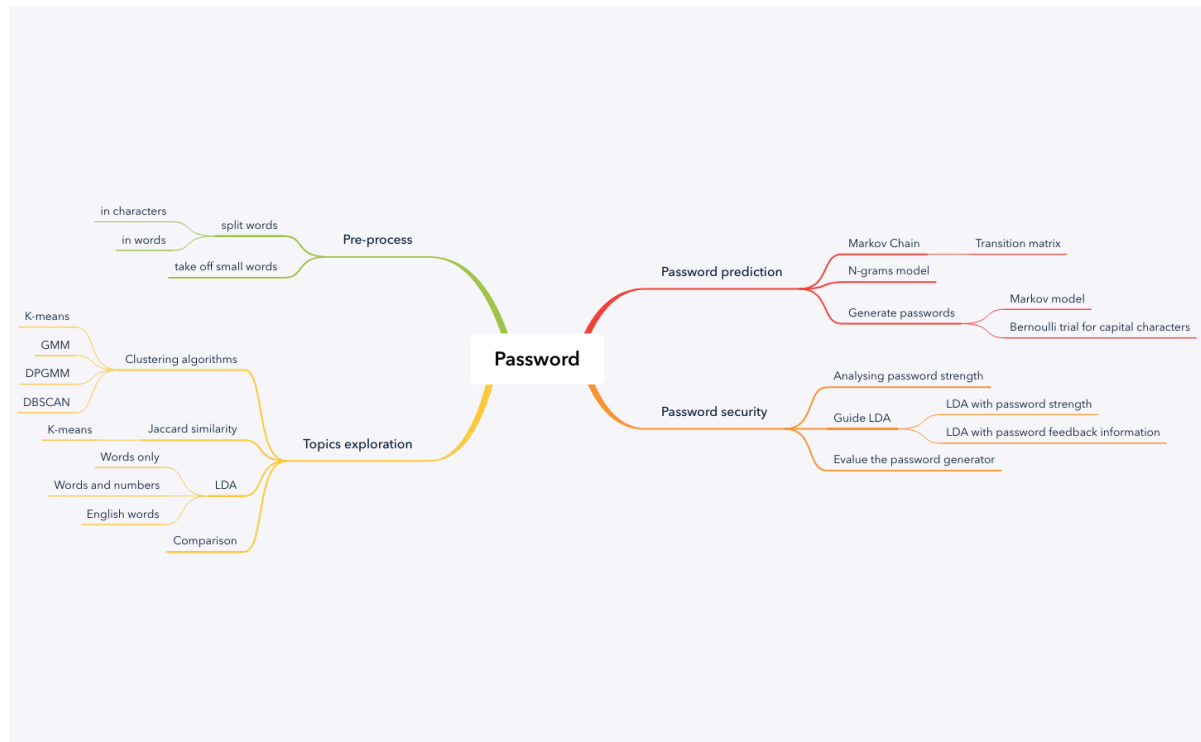 Password
Pre-process
split words
in characters
in words
take off small words
Topics exploration
Clustering algorithms
K-means
GMM
DPGMM
DBSCAN
Jaccard similarity
K-means
LDA
Words only
Words and numbers
English words
Comparison
Password prediction
Markov Chain
Transition matrix
N-grams model
Generate passwords
Markov model
Bernoulli trial for capital characters
Password security
Analysing password strength
Guide LDA
LDA with password strength
LDA with password feedback information
Evalue the password generator